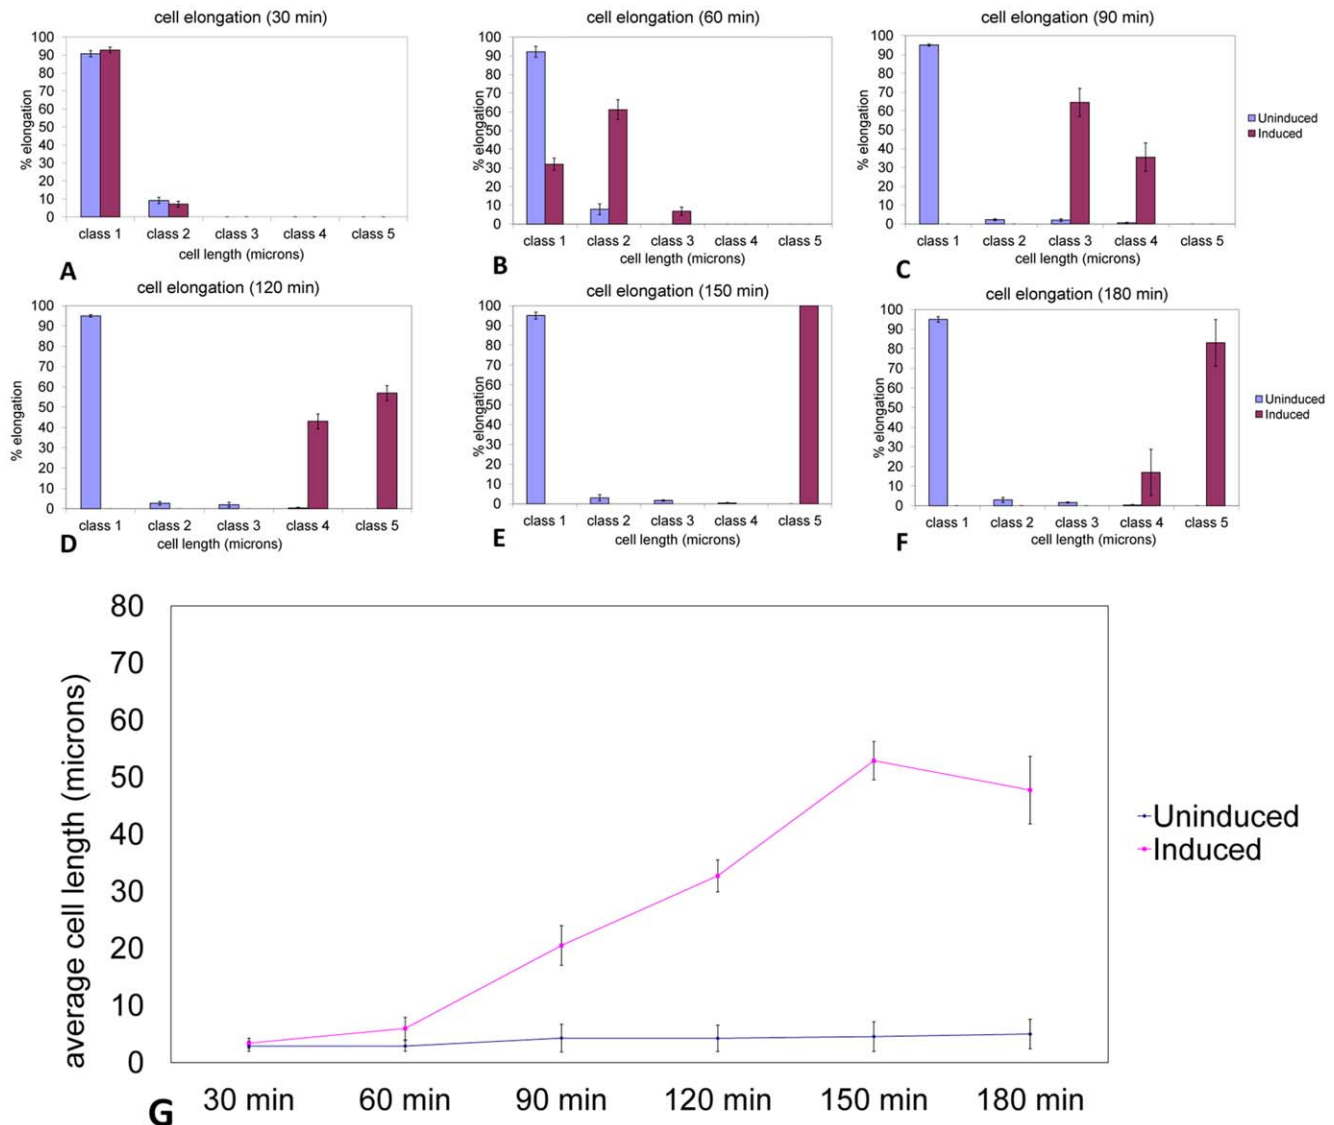 cell elongation (30 min)
100
90
80
70
60
50
40
30
20
10
0
% elongation
class 1 class 2 class 3 class 4 class 5
cell length (microns)
A
cell elongation (60 min)
100
90
80
70
60
50
40
30
20
10
0
% elongation
class 1 class 2 class 3 class 4 class 5
cell length (microns)
B
cell elongation (90 min)
100
90
80
70
60
50
40
30
20
10
0
% elongation
class 1 class 2 class 3 class 4 class 5
cell length (microns)
C
Uninduced
Induced
cell elongation (120 min)
100
90
80
70
60
50
40
30
20
10
0
% elongation
class 1 class 2 class 3 class 4 class 5
cell length (microns)
D
cell elongation (150 min)
100
90
80
70
60
50
40
30
20
10
0
% elongation
class 1 class 2 class 3 class 4 class 5
cell length (microns)
E
cell elongation (180 min)
100
90
80
70
60
50
40
30
20
10
0
% elongation
class 1 class 2 class 3 class 4 class 5
cell length (microns)
F
Uninduced
Induced
80
70
60
50
40
30
20
10
0
average cell length (microns)
30 min 60 min 90 min 120 min 150 min 180 min
G
Uninduced
Induced